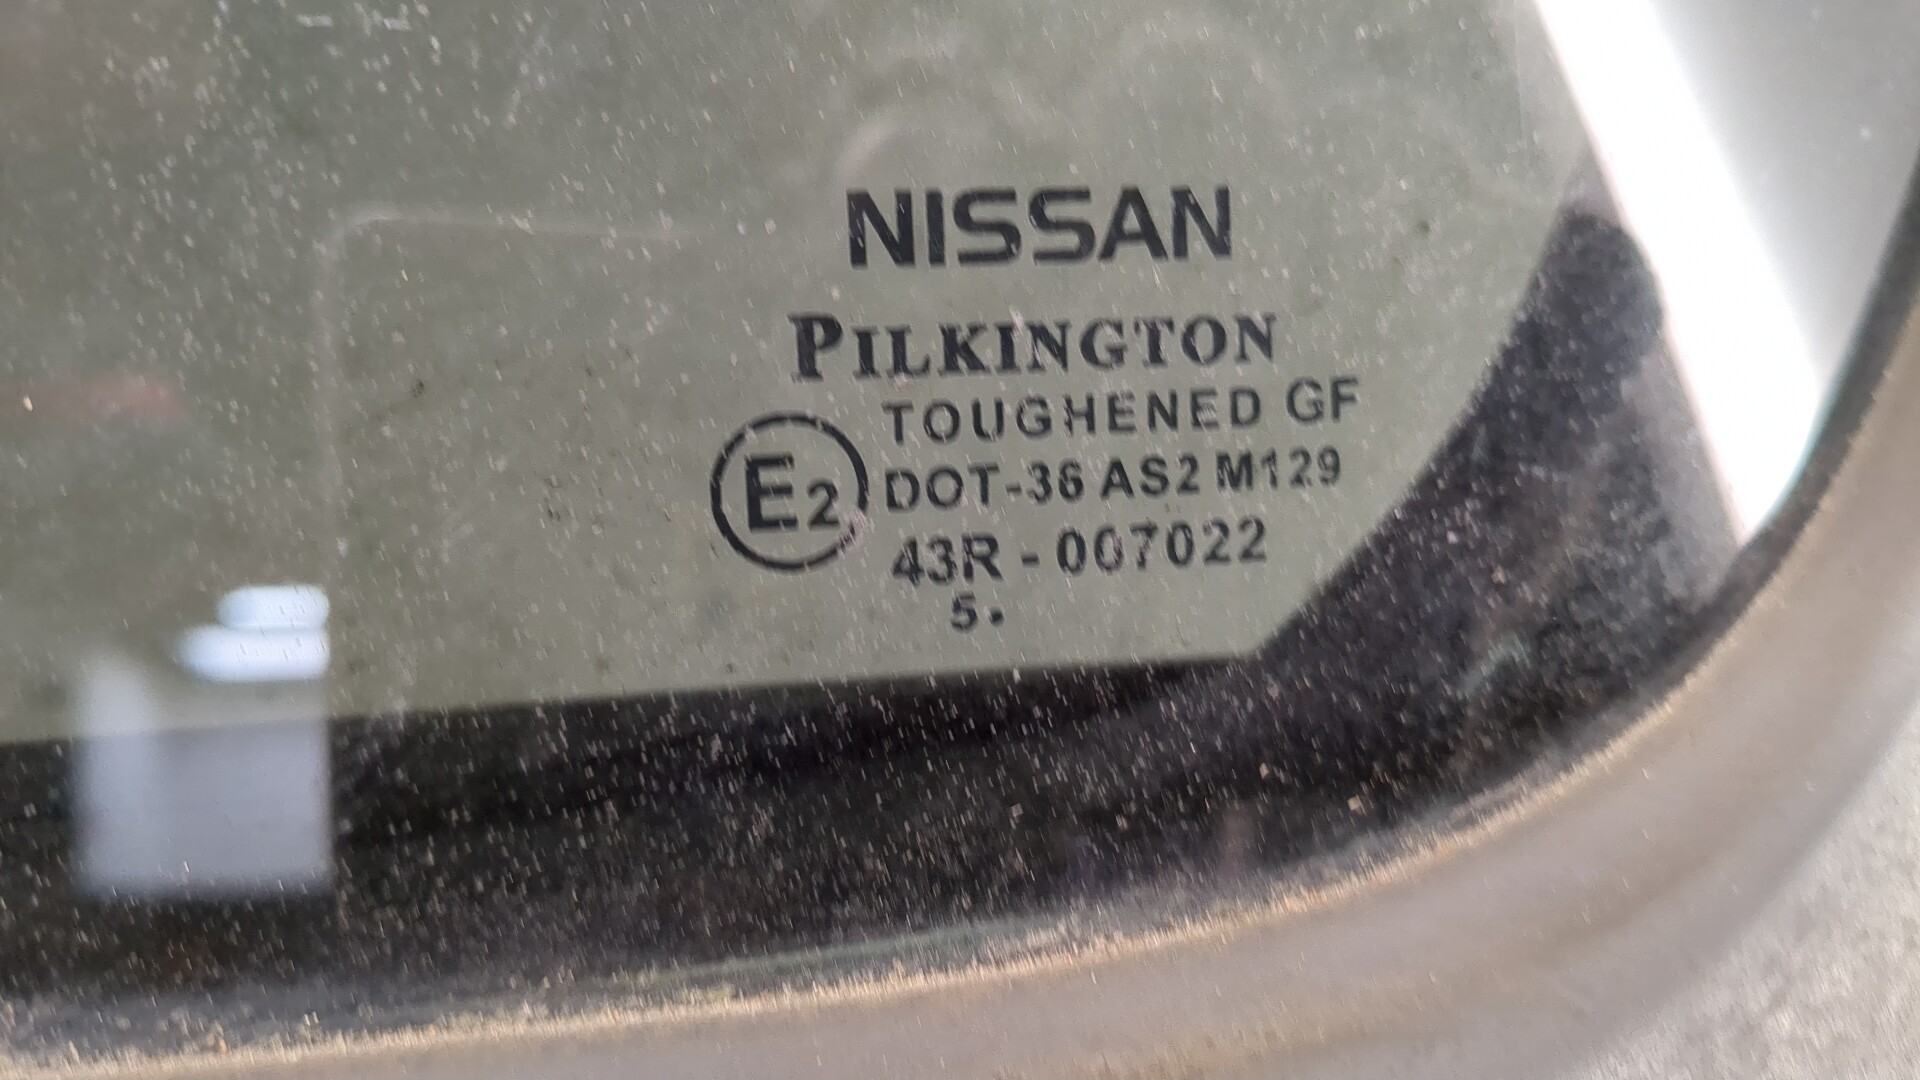 NISSAN
PILKINGTON
TOUGHENED GF
E2 DOT-36 AS2 M129
43R - 007022
5.